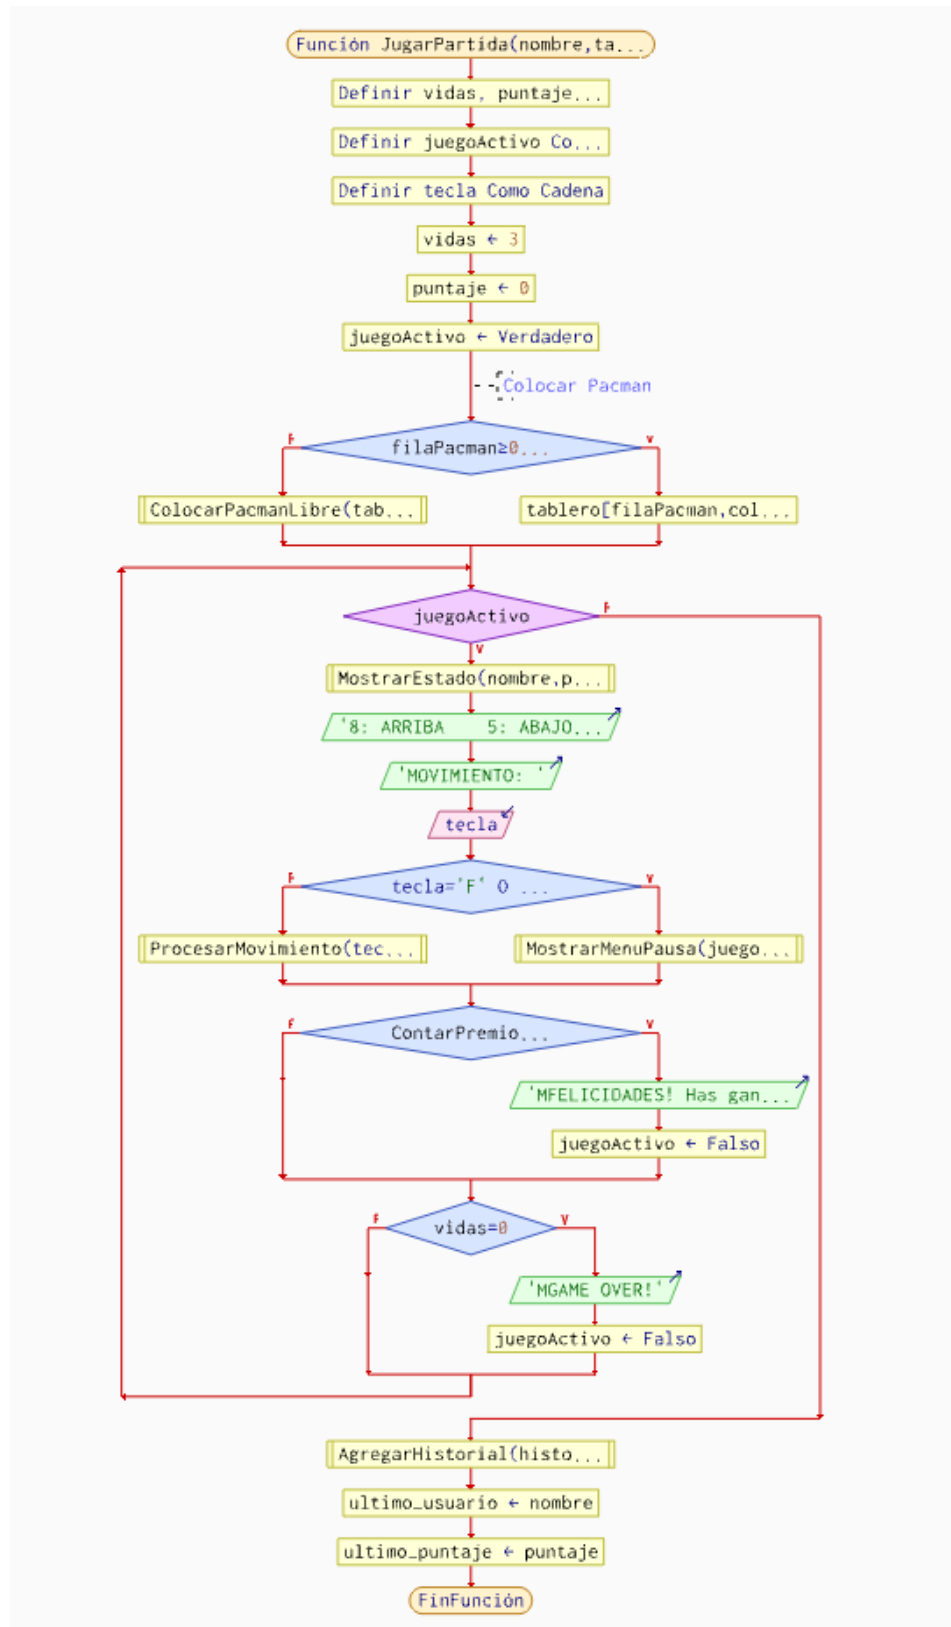 Función JugarPartida(nombre,ta...
Definir vidas, puntaje...
Definir juegoActivo Co...
Definir tecla Como Cadena
vidas ← 3
puntaje ← 0
juegoActivo ← Verdadero
Colocar Pacman
F
filaPacman≥0...
V
ColocarPacmanLibre(tab...
tablero[filaPacman,col...
juegoActivo
F
V
MostrarEstado(nombre,p...
'8: ARRIBA    5: ABAJO...
'MOVIMIENTO: '
tecla
F
tecla='F' O ...
V
ProcesarMovimiento(tec...
MostrarMenuPausa(juego...
F
ContarPremio...
V
'MFELICIDADES! Has gan...
juegoActivo ← Falso
F
vidas=0
V
'MGAME OVER!'
juegoActivo ← Falso
AgregarHistorial(histo...
ultimo_usuario ← nombre
ultimo_puntaje ← puntaje
FinFunción